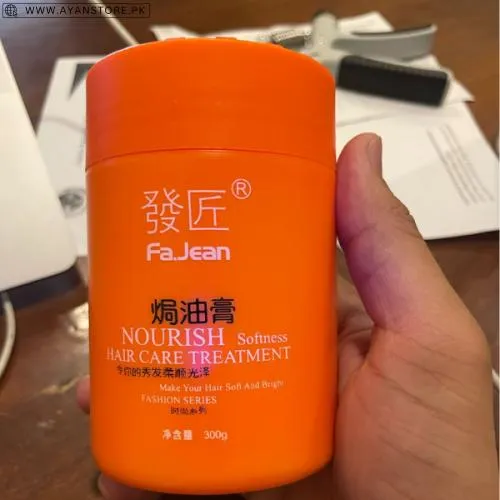 WWW.AYANSTORE.PK
發匠®
Fa.Jean
焗油膏
NOURISH Softness
HAIR CARE TREATMENT
令你的秀发柔顺光泽
Make Your Hair Soft And Bright
FASHION SERIES
时尚系列
净含量 300g